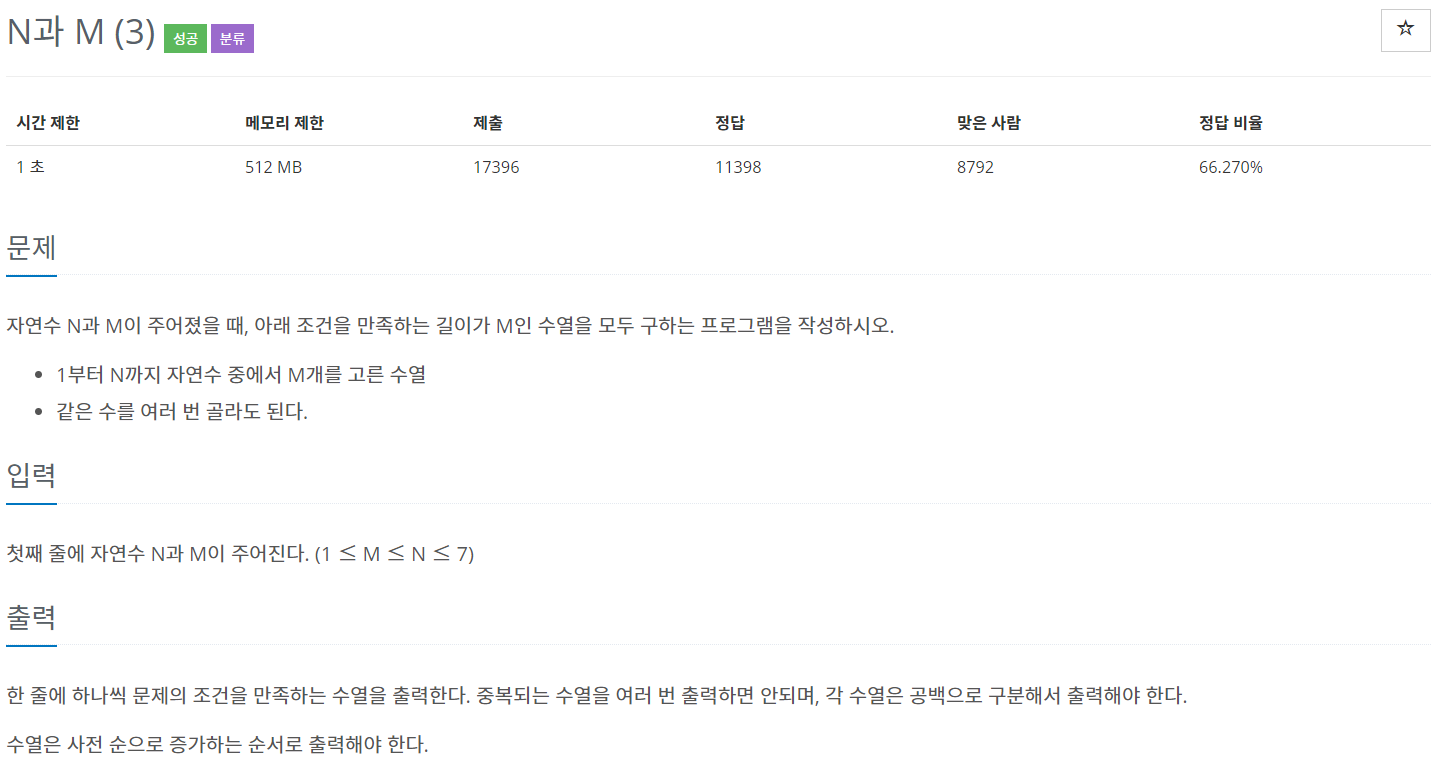 N과 M (3) 성공 분류
☆
시간 제한 메모리 제한 제출 정답 맞은 사람 정답 비율
1 초 512 MB 17396 11398 8792 66.270%
문제
자연수 N과 M이 주어졌을 때, 아래 조건을 만족하는 길이가 M인 수열을 모두 구하는 프로그램을 작성하시오.
• 1부터 N까지 자연수 중에서 M개를 고른 수열
• 같은 수를 여러 번 골라도 된다.
입력
첫째 줄에 자연수 N과 M이 주어진다. (1 ≤ M ≤ N ≤ 7)
출력
한 줄에 하나씩 문제의 조건을 만족하는 수열을 출력한다. 중복되는 수열을 여러 번 출력하면 안되며, 각 수열은 공백으로 구분해서 출력해야 한다.
수열은 사전 순으로 증가하는 순서로 출력해야 한다.